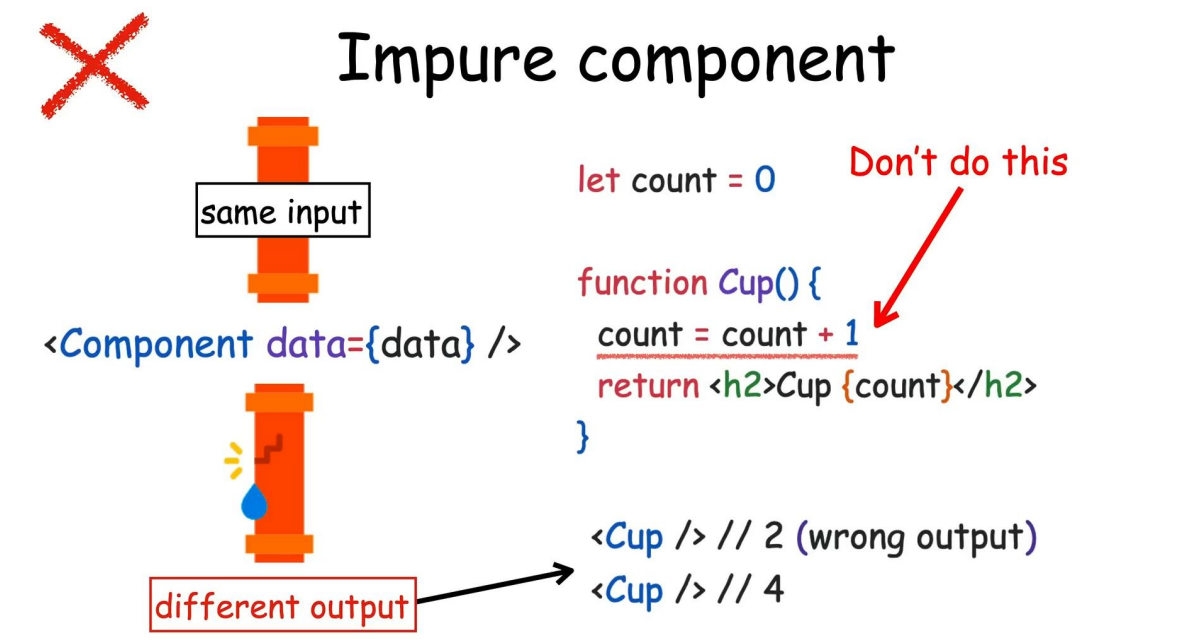 Impure component
same input
<Component data={data} />
different output
Don't do this
let count = 0
function Cup() {
count = count + 1
return <h2>Cup {count}</h2>
}
<Cup /> // 2 (wrong output)
<Cup /> // 4